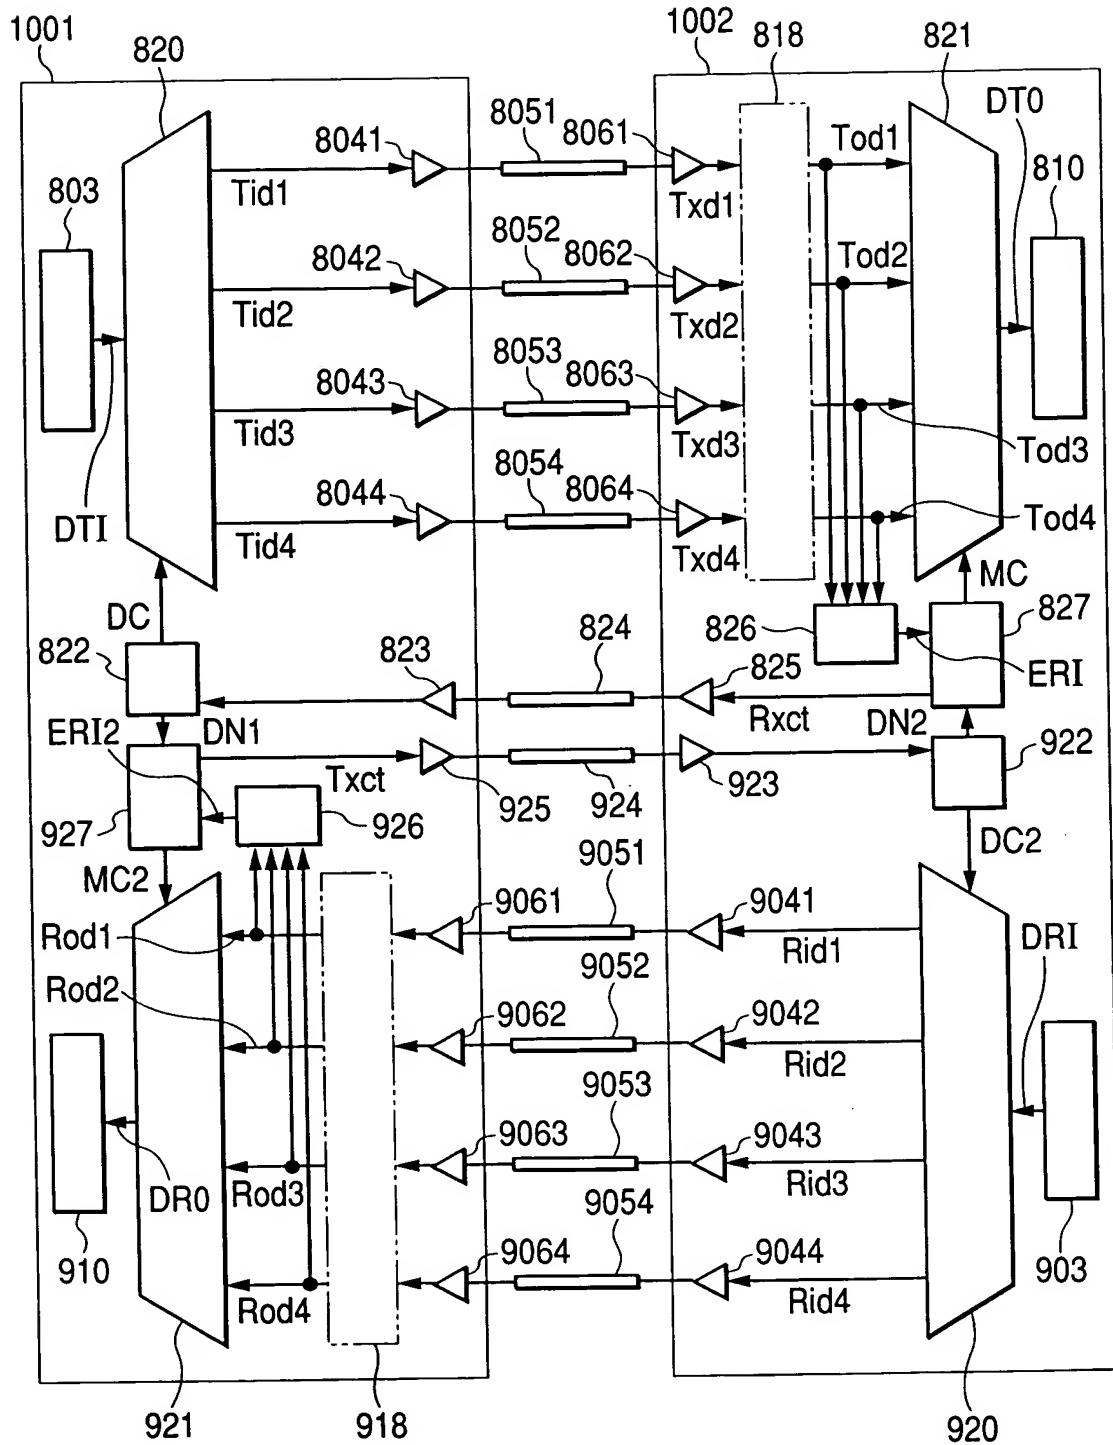 1001
820
1002
818
821
DT0
8041
8051
8061
Tod1
810
803
Tid1
Txd1
8042
8052
8062
Tod2
Tid2
Txd2
8043
8053
8063
Tid3
Txd3
Tod3
8044
8054
8064
DTI
Tid4
Txd4
Tod4
MC
DC
822
823
824
825
826
827
ERI
ERI2
DN1
Rxct
DN2
Txct
922
927
926
925
924
923
MC2
DC2
9051
9061
9041
Rod1
Rid1
DRI
9052
Rod2
9062
9042
Rid2
9053
9063
9043
DR0
Rod3
Rid3
9054
910
9064
9044
903
Rod4
Rid4
921
918
920